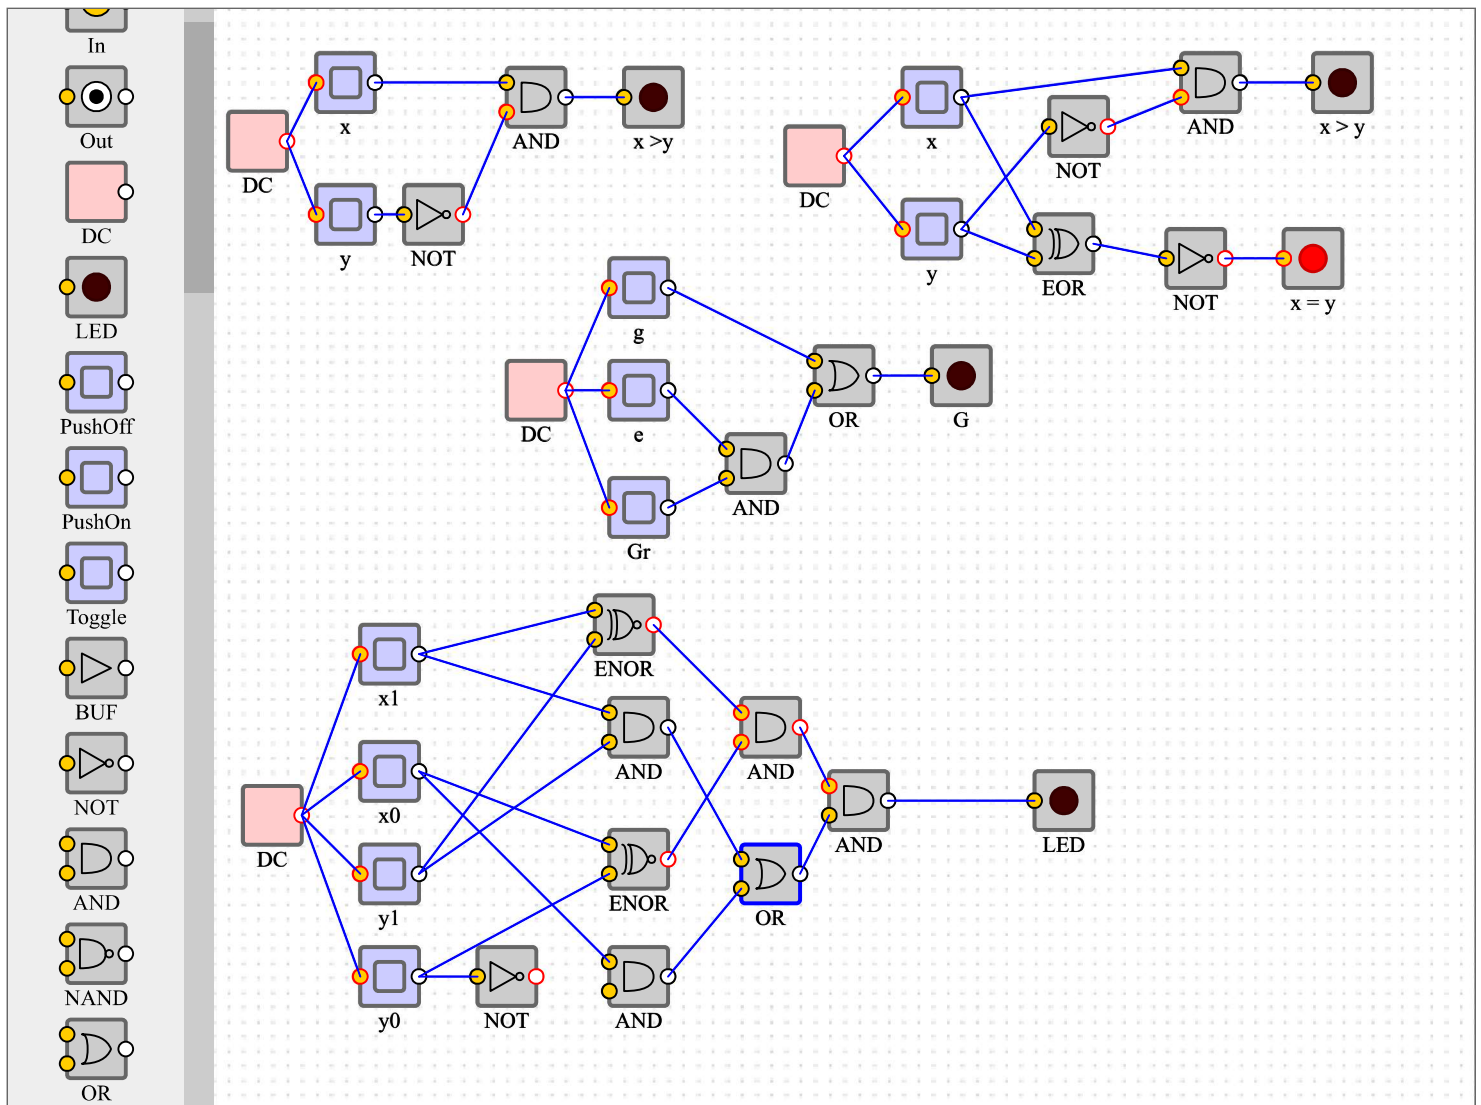 In
Out
DC
LED
PushOff
PushOn
Toggle
BUF
NOT
AND
NAND
OR
DC
x
y
NOT
AND
x >y
DC
x
y
NOT
EOR
AND
x > y
NOT
x = y
DC
g
e
Gr
AND
OR
G
DC
x1
x0
y1
y0
NOT
ENOR
AND
ENOR
AND
AND
OR
AND
LED